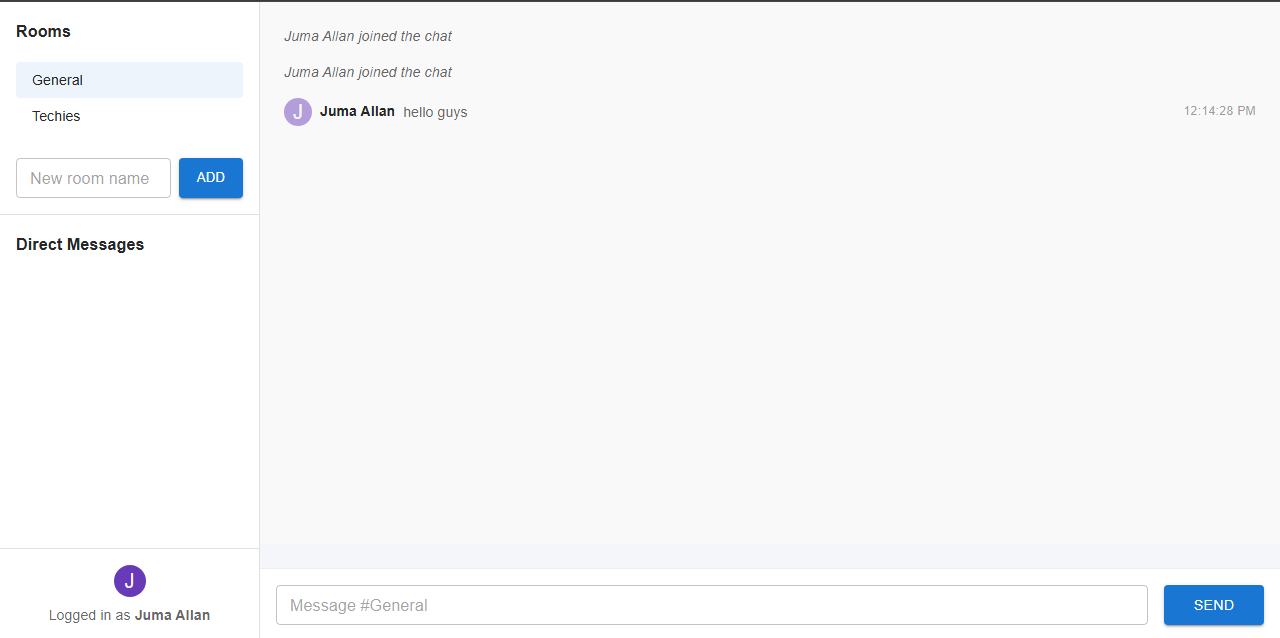 Rooms
General
Techies
New room name
ADD
Direct Messages
J
Logged in as Juma Allan
Juma Allan joined the chat
Juma Allan joined the chat
J Juma Allan hello guys 12:14:28 PM
Message #General
SEND